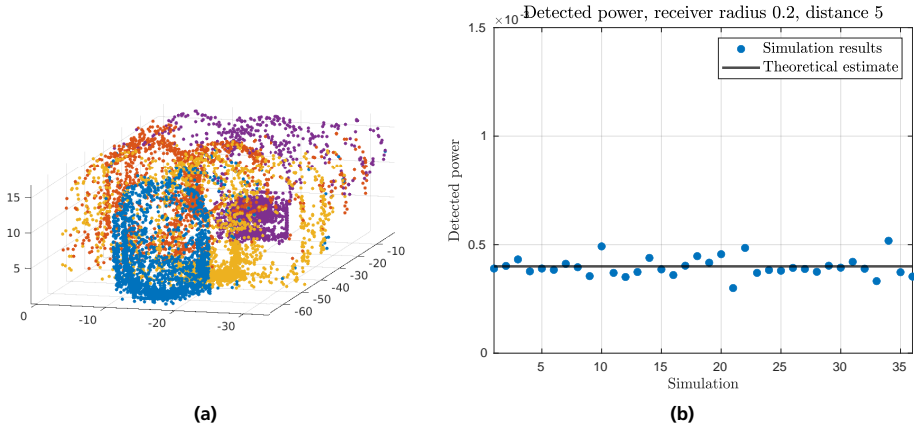 Detected power, receiver radius 0.2, distance 5
×10
1.5
Simulation results
Theoretical estimate
1
0.5
0
Detected power
5 10 15 20 25 30 35
Simulation
15
10
5
0
-10
-20
-30
-60
-50
-40
-30
-20
-10
(a)
(b)